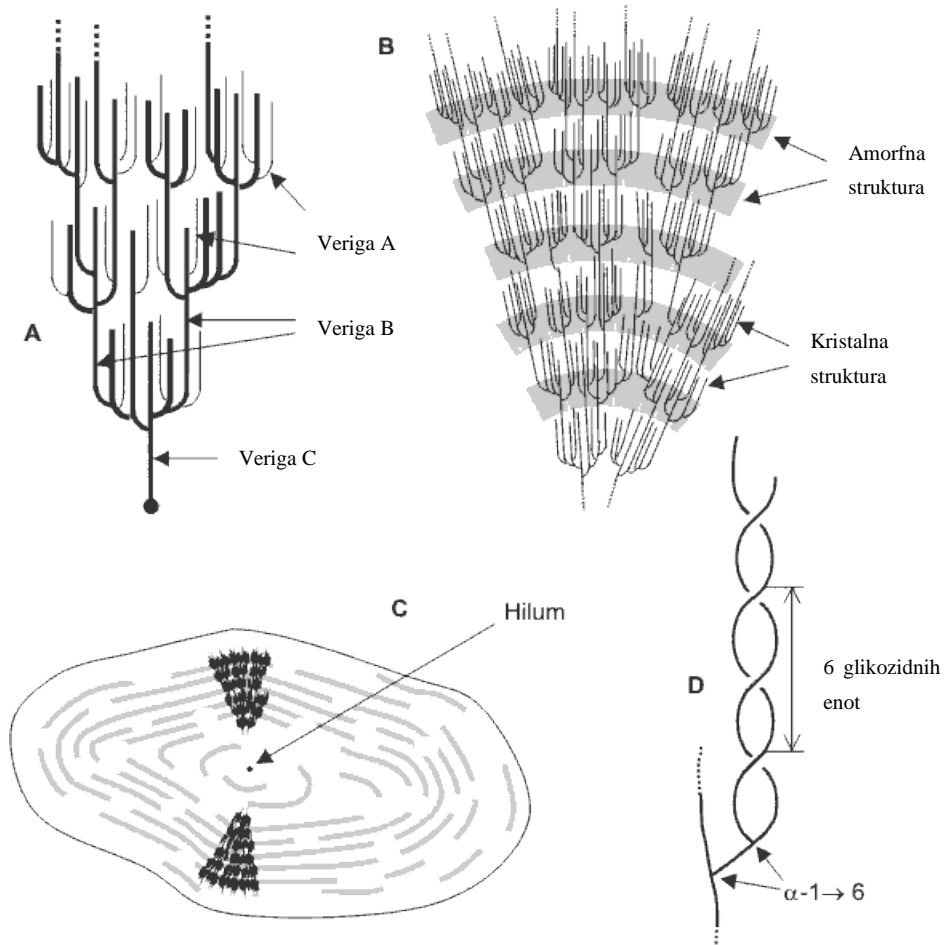 B
Amorfna
struktura
Veriga A
A
Veriga B
Kristalna
struktura
Veriga C
C
Hilum
D
6 glikozidnih
enot
α-1→ 6